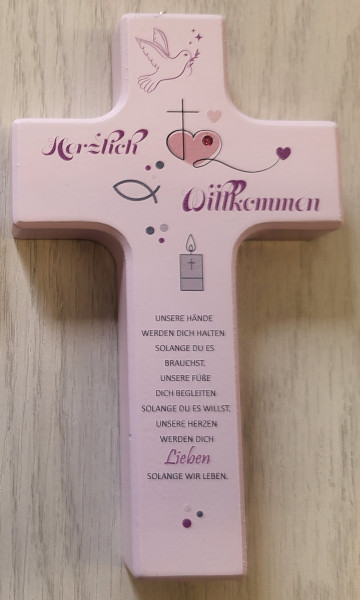 Herzlich
Willkommen
UNSERE HÄNDE
WERDEN DICH HALTEN
SOLANGE DU ES
BRAUCHST.
UNSERE FÜßE
DICH BEGLEITEN
SOLANGE DU ES WILLST.
UNSERE HERZEN
WERDEN DICH
Lieben
SOLANGE WIR LEBEN.